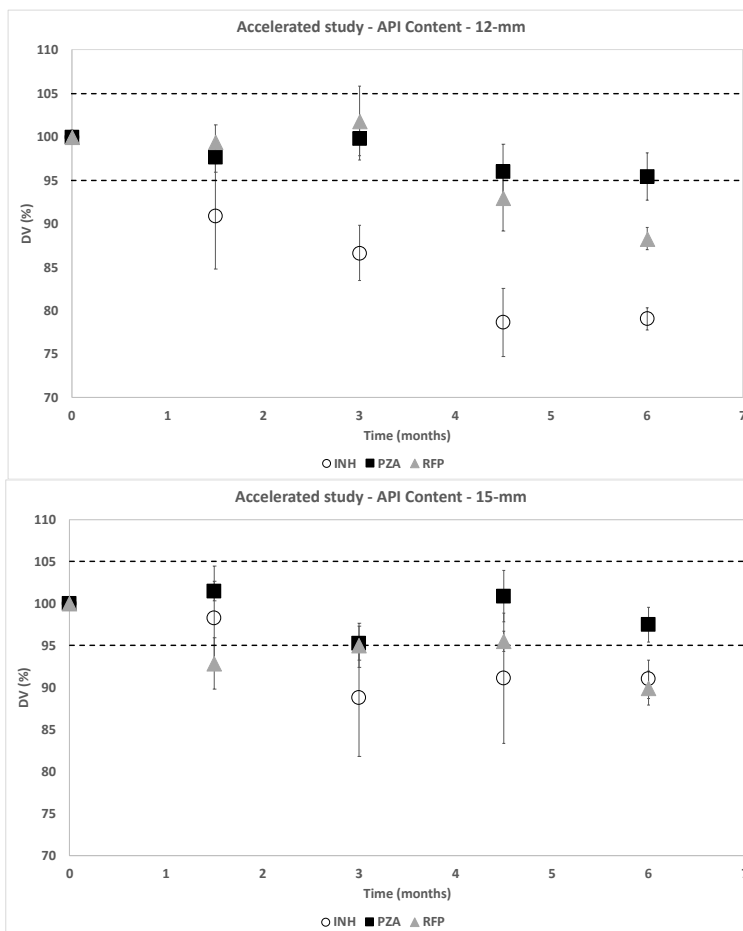 Accelerated study - API Content - 12-mm
110
105
100
95
90
85
80
75
70
DV (%)
0 1 2 3 4 5 6 7
Time (months)
INH PZA RFP
Accelerated study - API Content - 15-mm
110
105
100
95
90
85
80
75
70
DV (%)
0 1 2 3 4 5 6 7
Time (months)
INH PZA RFP